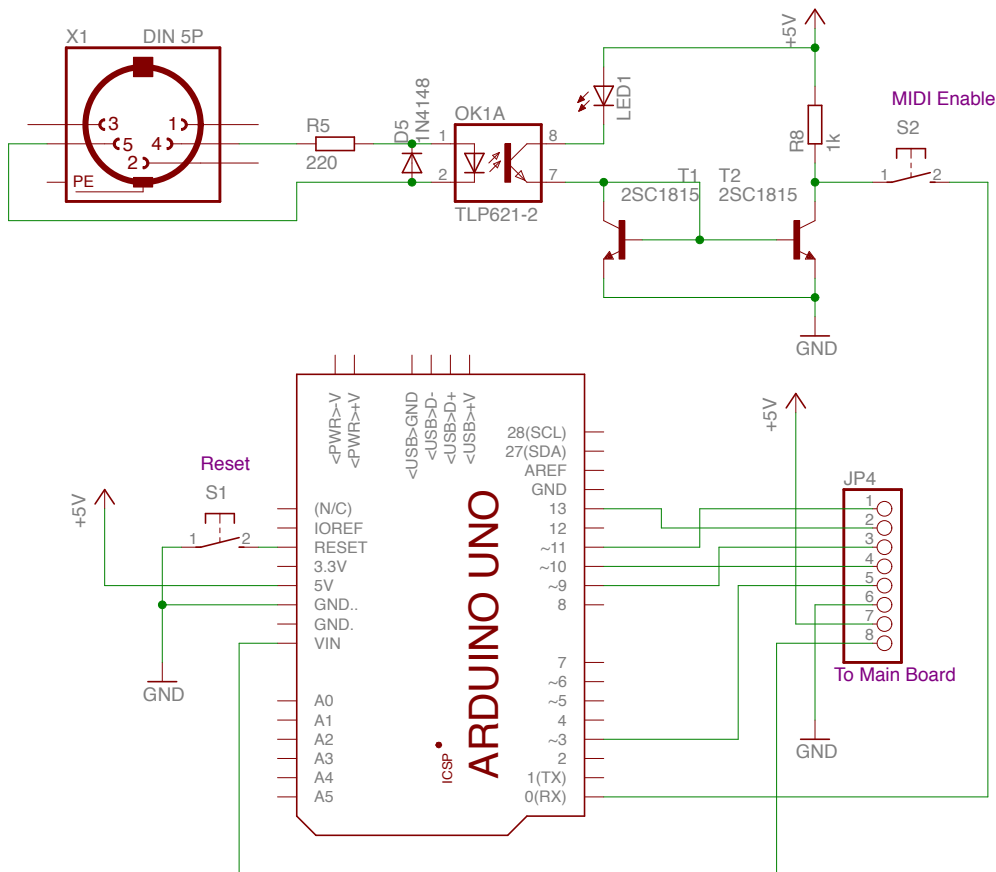 X1
DIN 5P
3
1
5
4
2
PE
R5
220
D5
1N4148
OK1A
1
2
8
7
TLP621-2
LED1
+5V
R8
1k
T1
2SC1815
T2
2SC1815
MIDI Enable
S2
1
2
GND
<PWR>V
<PWR>+V
<USB>GND
<USB>D-
<USB>D+
<USB>+V
Reset
S1
1
2
+5V
GND
(N/C)
IOREF
RESET
3.3V
5V
GND..
GND.
VIN
A0
A1
A2
A3
A4
A5
ICSP
ARDUINO UNO
28(SCL)
27(SDA)
AREF
GND
13
12
~11
~10
~9
8
7
~6
~5
4
~3
2
1(TX)
0(RX)
+5V
JP4
1
2
3
4
5
6
7
8
To Main Board
GND